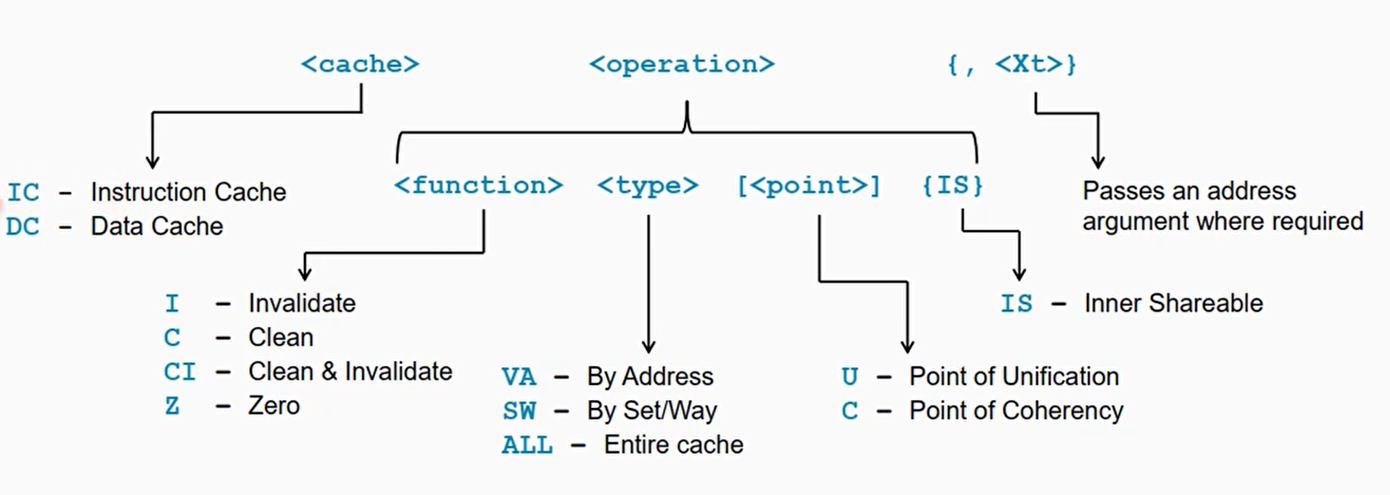 <cache> <operation> {, <Xt>}
<function> <type> [<point>] {IS}
IC – Instruction Cache
DC – Data Cache
Passes an address
argument where required
I – Invalidate
C – Clean
CI – Clean & Invalidate
Z – Zero
VA – By Address
SW – By Set/Way
ALL – Entire cache
U – Point of Unification
C – Point of Coherency
IS – Inner Shareable